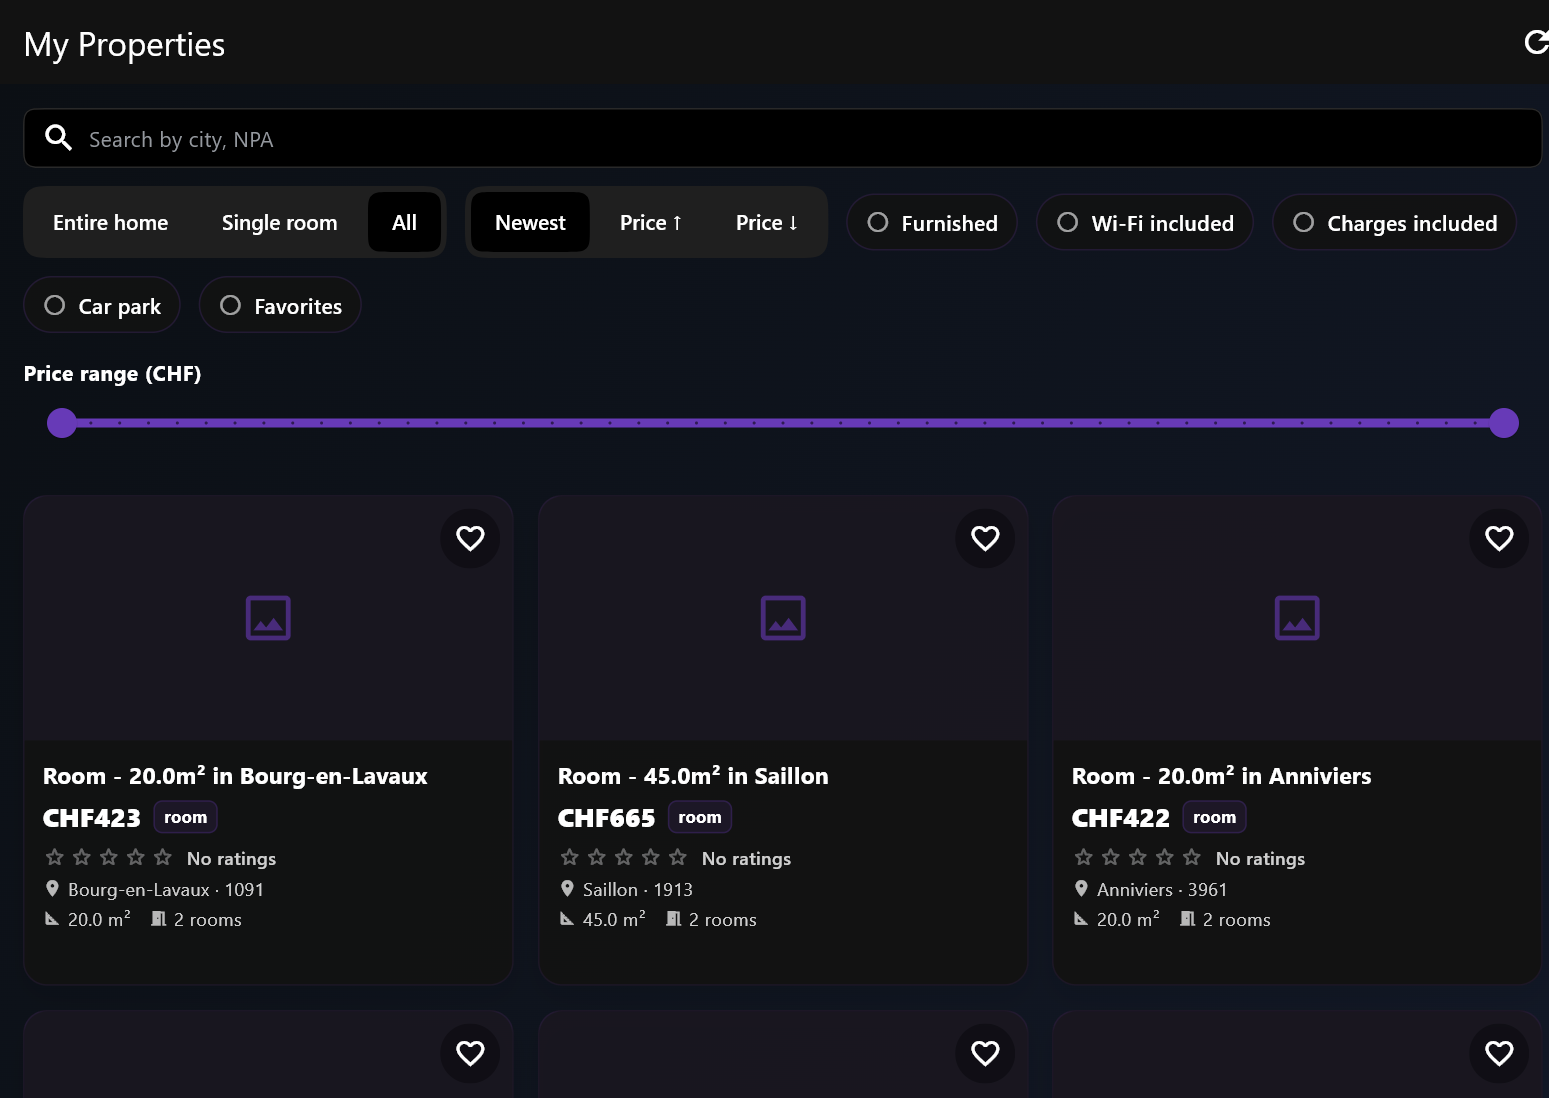 My Properties
Search by city, NPA
Entire home Single room All Newest Price ↑ Price ↓ Furnished Wi-Fi included Charges included
Car park Favorites
Price range (CHF)
Room - 20.0m² in Bourg-en-Lavaux
CHF423 room
No ratings
Bourg-en-Lavaux · 1091
20.0 m² 2 rooms
Room - 45.0m² in Saillon
CHF665 room
No ratings
Saillon · 1913
45.0 m² 2 rooms
Room - 20.0m² in Anniviers
CHF422 room
No ratings
Anniviers · 3961
20.0 m² 2 rooms